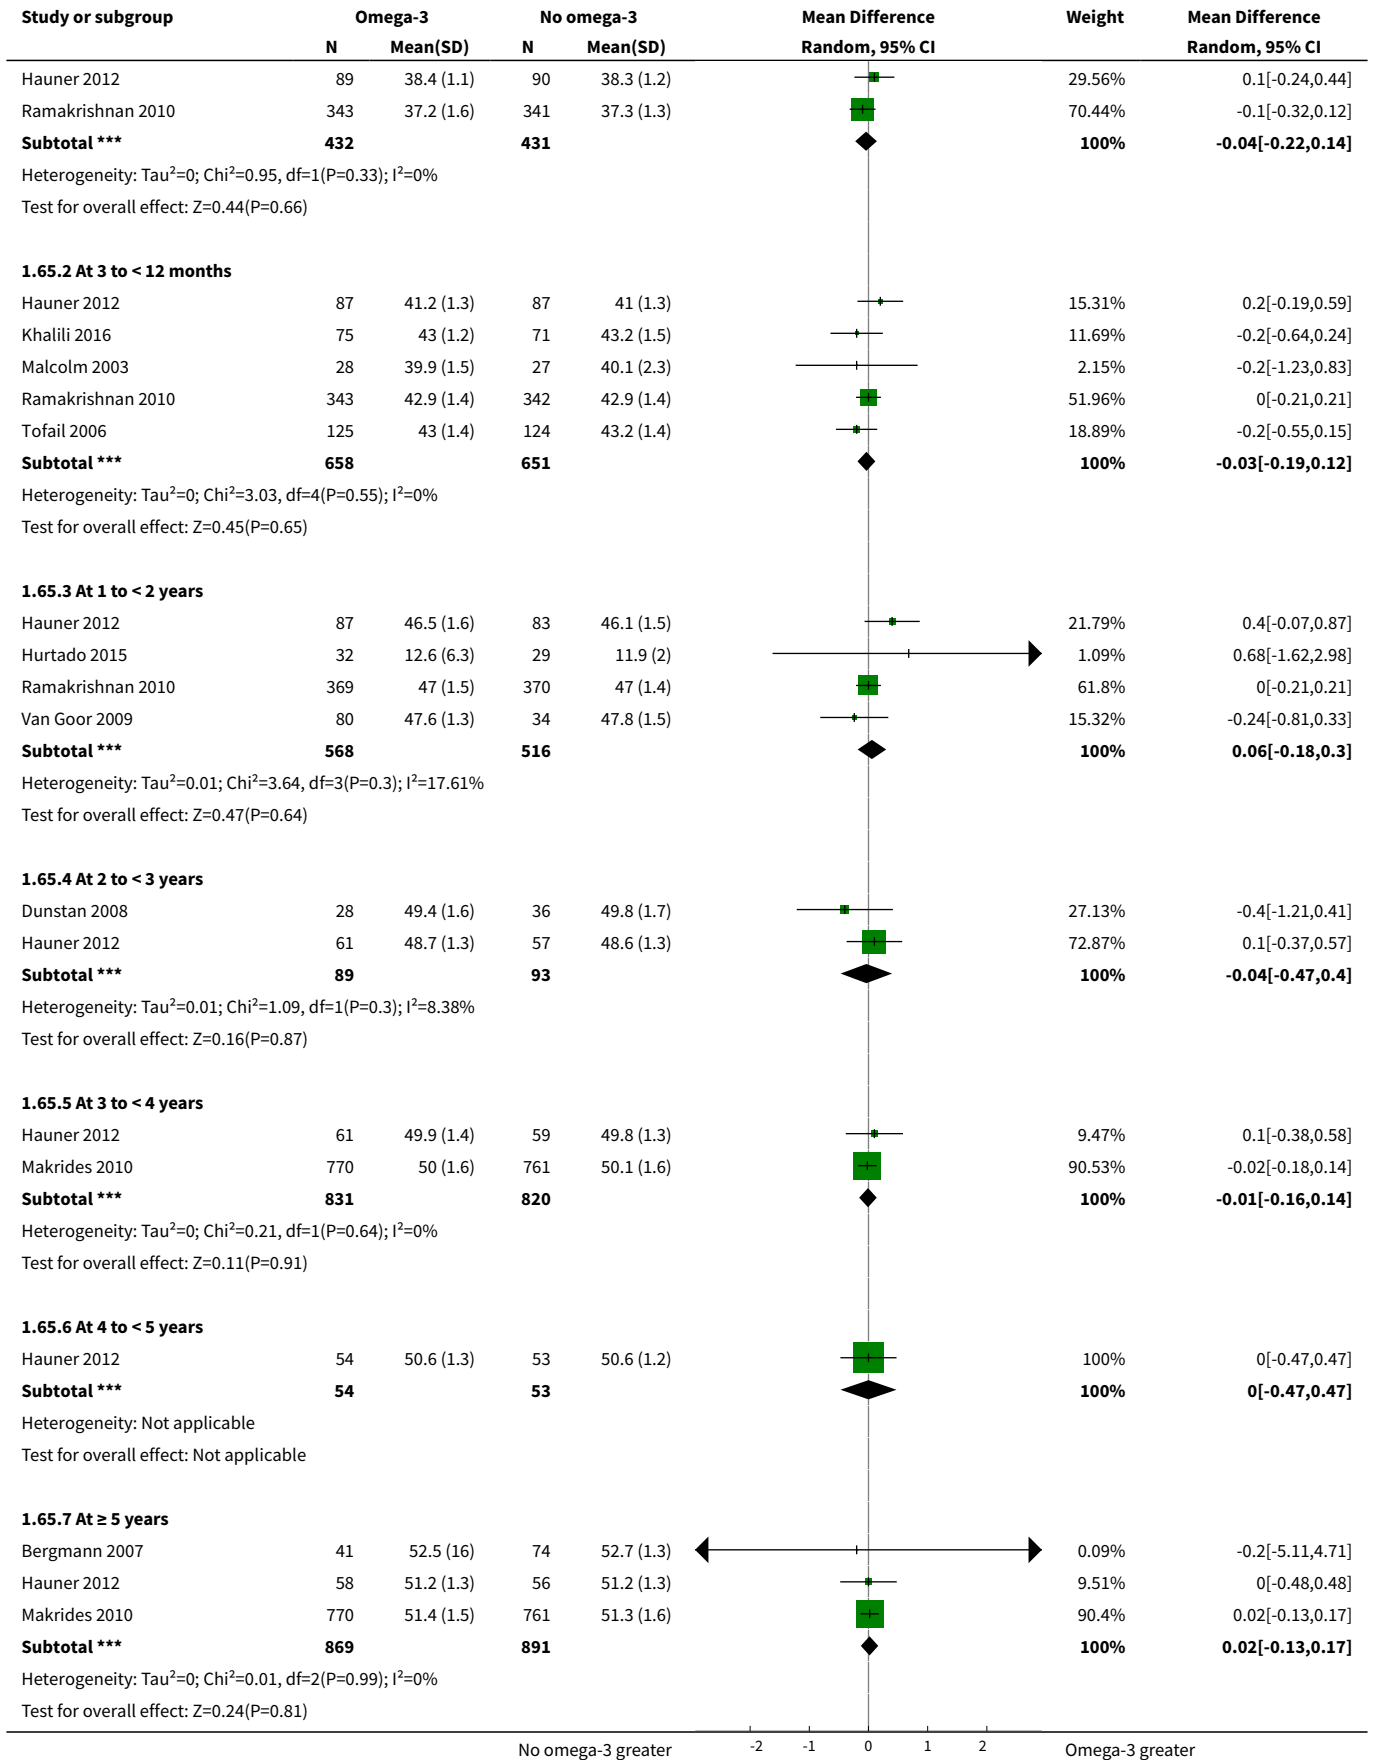 Study or subgroup Omega-3 No omega-3 Mean Difference Weight Mean Difference
N Mean(SD) N Mean(SD) Random, 95% CI Random, 95% CI
Hauner 2012 89 38.4 (1.1) 90 38.3 (1.2) 29.56% 0.1[-0.24,0.44]
Ramakrishnan 2010 343 37.2 (1.6) 341 37.3 (1.3) 70.44% -0.1[-0.32,0.12]
Subtotal *** 432 431 100% -0.04[-0.22,0.14]
Heterogeneity: Tau²=0; Chi²=0.95, df=1(P=0.33); I²=0%
Test for overall effect: Z=0.44(P=0.66)
1.65.2 At 3 to < 12 months
Hauner 2012 87 41.2 (1.3) 87 41 (1.3) 15.31% 0.2[-0.19,0.59]
Khalili 2016 75 43 (1.2) 71 43.2 (1.5) 11.69% -0.2[-0.64,0.24]
Malcolm 2003 28 39.9 (1.5) 27 40.1 (2.3) 2.15% -0.2[-1.23,0.83]
Ramakrishnan 2010 343 42.9 (1.4) 342 42.9 (1.4) 51.96% 0[-0.21,0.21]
Tofail 2006 125 43 (1.4) 124 43.2 (1.4) 18.89% -0.2[-0.55,0.15]
Subtotal *** 658 651 100% -0.03[-0.19,0.12]
Heterogeneity: Tau²=0; Chi²=3.03, df=4(P=0.55); I²=0%
Test for overall effect: Z=0.45(P=0.65)
1.65.3 At 1 to < 2 years
Hauner 2012 87 46.5 (1.6) 83 46.1 (1.5) 21.79% 0.4[-0.07,0.87]
Hurtado 2015 32 12.6 (6.3) 29 11.9 (2) 1.09% 0.68[-1.62,2.98]
Ramakrishnan 2010 369 47 (1.5) 370 47 (1.4) 61.8% 0[-0.21,0.21]
Van Goor 2009 80 47.6 (1.3) 34 47.8 (1.5) 15.32% -0.24[-0.81,0.33]
Subtotal *** 568 516 100% 0.06[-0.18,0.3]
Heterogeneity: Tau²=0.01; Chi²=3.64, df=3(P=0.3); I²=17.61%
Test for overall effect: Z=0.47(P=0.64)
1.65.4 At 2 to < 3 years
Dunstan 2008 28 49.4 (1.6) 36 49.8 (1.7) 27.13% -0.4[-1.21,0.41]
Hauner 2012 61 48.7 (1.3) 57 48.6 (1.3) 72.87% 0.1[-0.37,0.57]
Subtotal *** 89 93 100% -0.04[-0.47,0.4]
Heterogeneity: Tau²=0.01; Chi²=1.09, df=1(P=0.3); I²=8.38%
Test for overall effect: Z=0.16(P=0.87)
1.65.5 At 3 to < 4 years
Hauner 2012 61 49.9 (1.4) 59 49.8 (1.3) 9.47% 0.1[-0.38,0.58]
Makrides 2010 770 50 (1.6) 761 50.1 (1.6) 90.53% -0.02[-0.18,0.14]
Subtotal *** 831 820 100% -0.01[-0.16,0.14]
Heterogeneity: Tau²=0; Chi²=0.21, df=1(P=0.64); I²=0%
Test for overall effect: Z=0.11(P=0.91)
1.65.6 At 4 to < 5 years
Hauner 2012 54 50.6 (1.3) 53 50.6 (1.2) 100% 0[-0.47,0.47]
Subtotal *** 54 53 100% 0[-0.47,0.47]
Heterogeneity: Not applicable
Test for overall effect: Not applicable
1.65.7 At ≥ 5 years
Bergmann 2007 41 52.5 (16) 74 52.7 (1.3) 0.09% -0.2[-5.11,4.71]
Hauner 2012 58 51.2 (1.3) 56 51.2 (1.3) 9.51% 0[-0.48,0.48]
Makrides 2010 770 51.4 (1.5) 761 51.3 (1.6) 90.4% 0.02[-0.13,0.17]
Subtotal *** 869 891 100% 0.02[-0.13,0.17]
Heterogeneity: Tau²=0; Chi²=0.01, df=2(P=0.99); I²=0%
Test for overall effect: Z=0.24(P=0.81)
No omega-3 greater -2 -1 0 1 2 Omega-3 greater